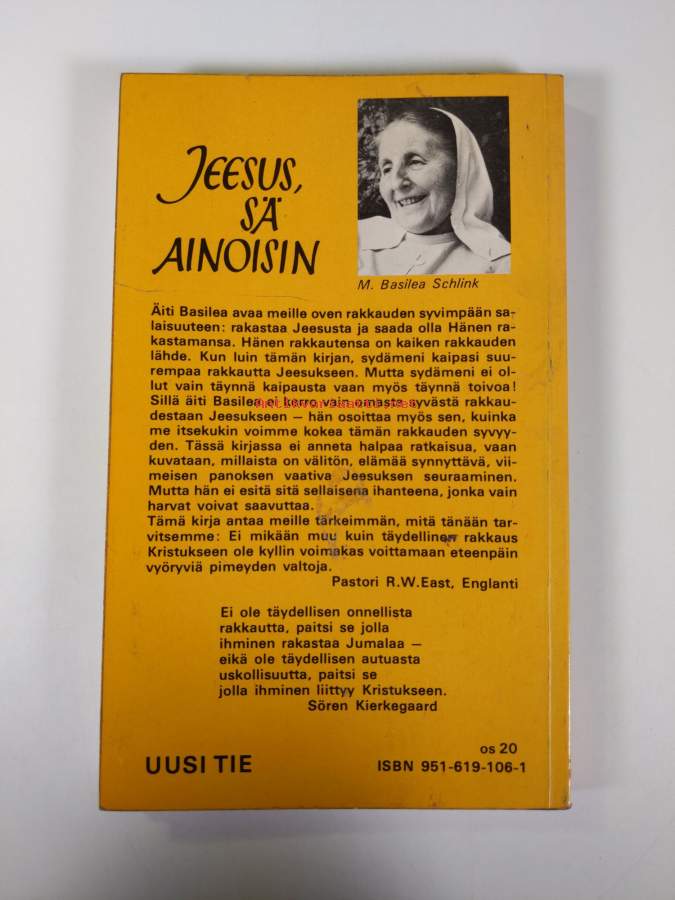 JEESUS,
SÄ
AINOISIN
M. Basilea Schlink
Äiti Basilea avaa meille oven rakkauden syvimpään sa-
laisuuteen: rakastaa Jeesusta ja saada olla Hänen ra-
kastamansa. Hänen rakkautensa on kaiken rakkauden
lähde. Kun luin tämän kirjan, sydämeni kaipasi suu-
rempaa rakkautta Jeesukseen. Mutta sydämeni ei ol-
lut vain täynnä kaipausta vaan myös täynnä toivoa!
Sillä äiti Basilea ei kerro vain omasta syvästä rakkau-
destaan Jeesukseen — hän osoittaa myös sen, kuinka
me itsekukin voimme kokea tämän rakkauden syvyy-
den. Tässä kirjassa ei anneta halpaa ratkaisua, vaan
kuvataan, millaista on välitön, elämää synnyttävä, vii-
meisen panoksen vaativa Jeesuksen seuraaminen.
Mutta hän ei esitä sitä sellaisena ihanteena, jonka vain
harvat voivat saavuttaa.
Tämä kirja antaa meille tärkeimmän, mitä tänään tar-
vitsemme: Ei mikään muu kuin täydellinen rakkaus
Kristukseen ole kyllin voimakas voittamaan eteenpäin
vyöryviä pimeyden valtoja.
Pastori R.W. East, Englanti
Ei ole täydellisen onnellista
rakkautta, paitsi se jolla
ihminen rakastaa Jumalaa —
eikä ole täydellisen autuasta
uskollisuutta, paitsi se
jolla ihminen liittyy Kristukseen.
Sören Kierkegaard
os 20
UUSI TIE
ISBN 951-619-106-1